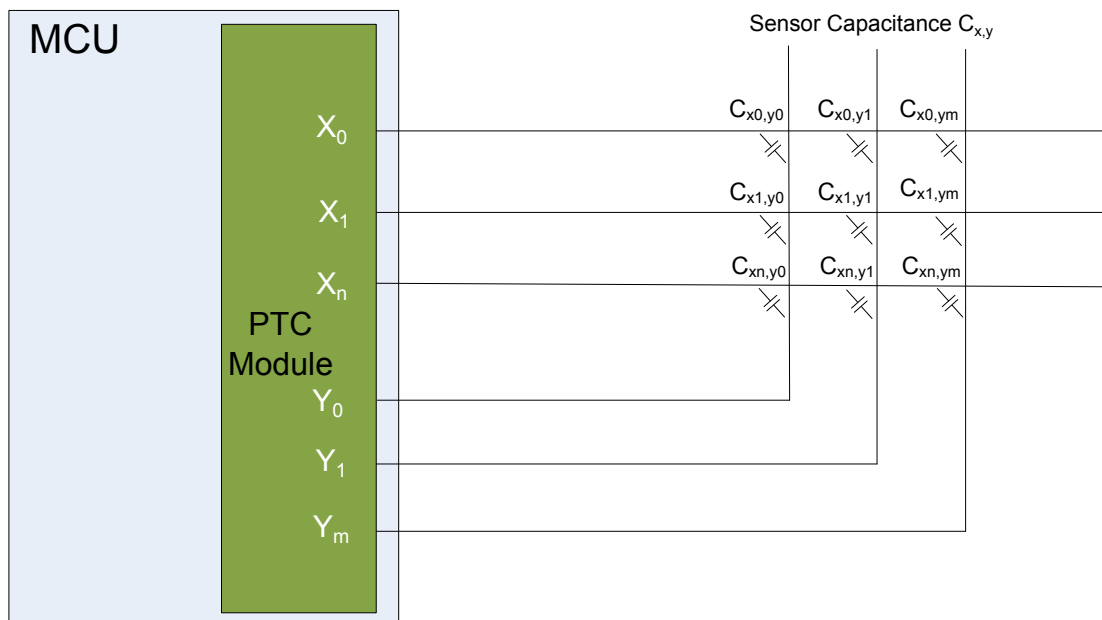 MCU
Sensor Capacitance Cx,y
X0
Cx0,y0 Cx0,y1 Cx0,ym
X1
Cx1,y0 Cx1,y1 Cx1,ym
Xn
Cxn,y0 Cxn,y1 Cxn,ym
PTC
Module
Y0
Y1
Ym